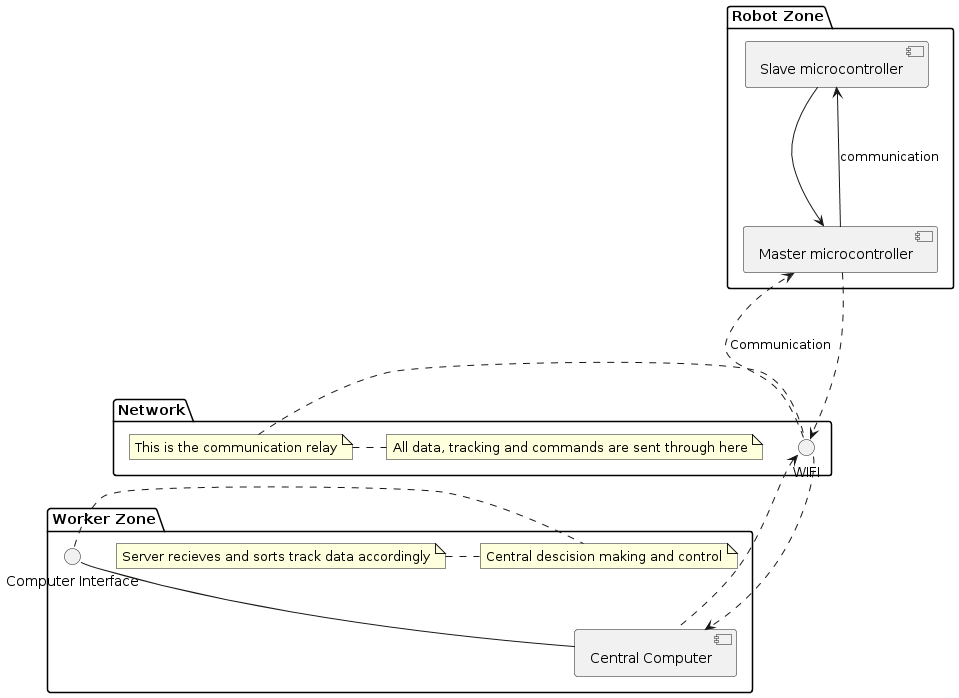 Robot Zone
Slave microcontroller
communication
Master microcontroller
Communication
Network
This is the communication relay
All data, tracking and commands are sent through here
WIFI
Worker Zone
Server recieves and sorts track data accordingly
Central descision making and control
Computer Interface
Central Computer